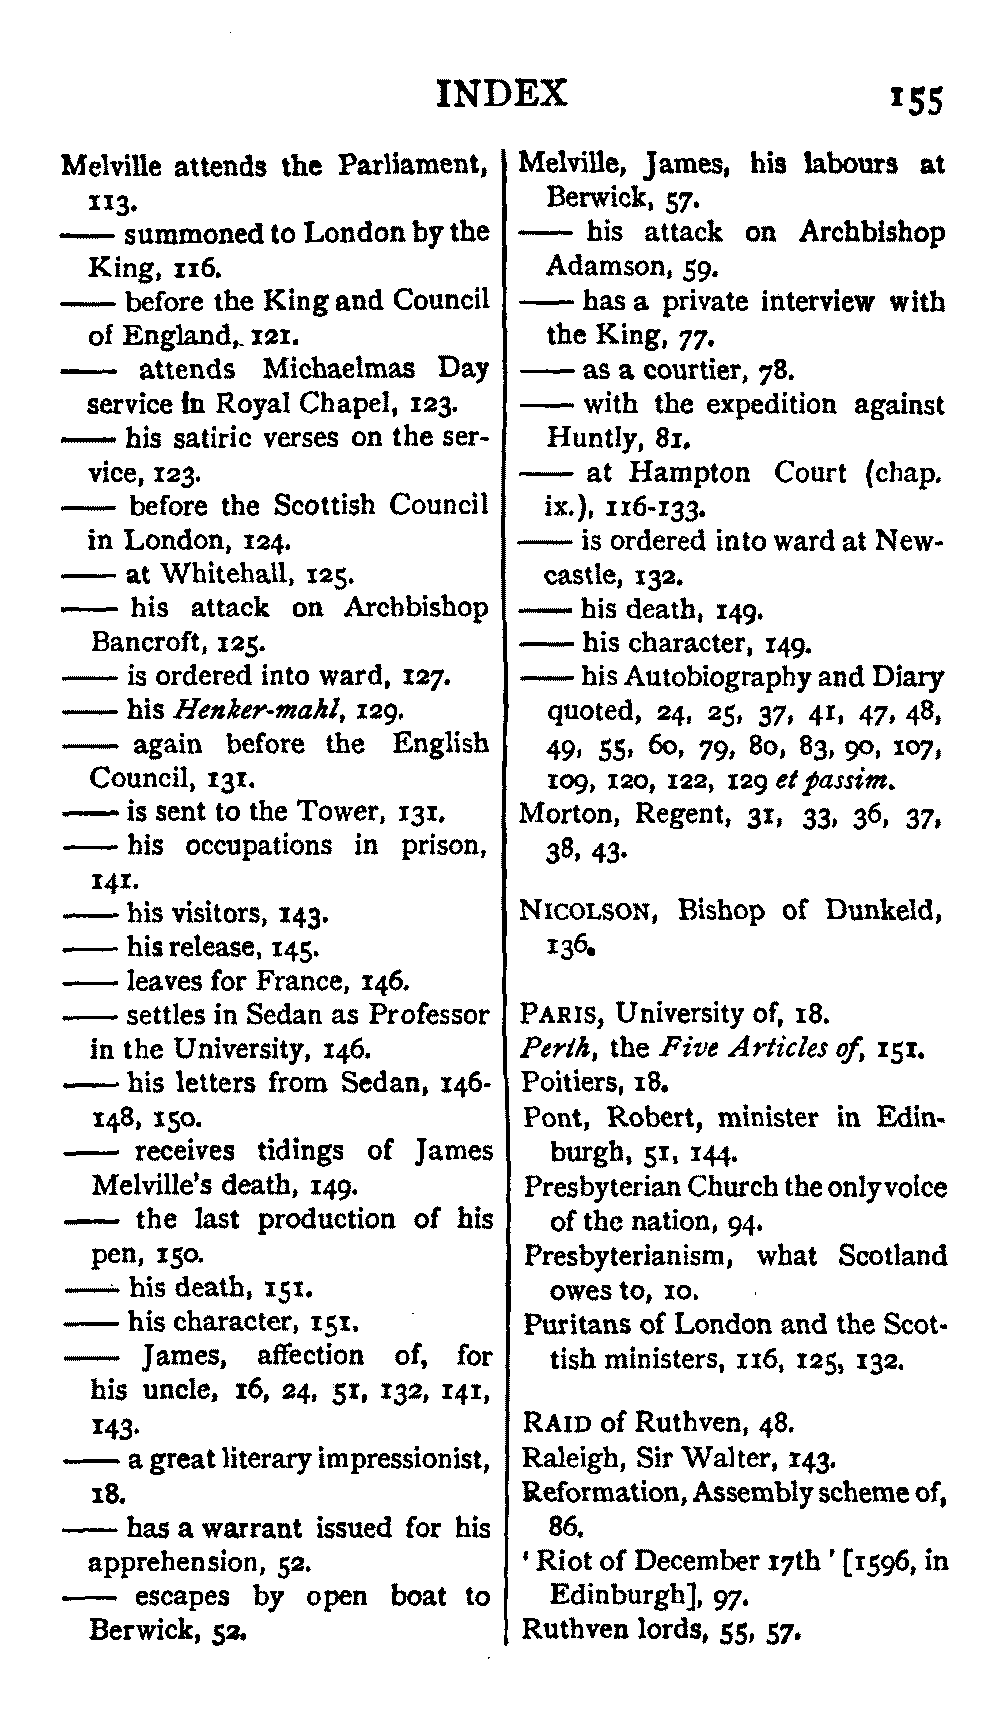 INDEX 155
Melville attends the Parliament,
113.
—— summoned to London by the
King, 116.
—— before the King and Council
of England, 121.
—— attends Michaelmas Day
service in Royal Chapel, 123.
—— his satiric verses on the ser-
vice, 123.
—— before the Scottish Council
in London, 124.
—— at Whitehall, 125.
—— his attack on Archbishop
Bancroft, 125.
—— is ordered into ward, 127.
—— his Henker-mahl, 129.
—— again before the English
Council, 131.
—— is sent to the Tower, 131.
—— his occupations in prison,
141.
—— his visitors, 143.
—— his release, 145.
—— leaves for France, 146.
—— settles in Sedan as Professor
in the University, 146.
—— his letters from Sedan, 146-
148, 150.
—— receives tidings of James
Melville's death, 149.
—— the last production of his
pen, 150.
—— his death, 151.
—— his character, 151.
—— James, affection of, for
his uncle, 16, 24, 51, 132, 141,
143.
—— a great literary impressionist,
18.
—— has a warrant issued for his
apprehension, 52.
—— escapes by open boat to
Berwick, 52.
Melville, James, his labours at
Berwick, 57.
—— his attack on Archbishop
Adamson, 59.
—— has a private interview with
the King, 77.
—— as a courtier, 78.
—— with the expedition against
Huntly, 81.
—— at Hampton Court (chap.
ix.), 116-133.
—— is ordered into ward at New-
castle, 132.
—— his death, 149.
—— his character, 149.
—— his Autobiography and Diary
quoted, 24, 25, 37, 41, 47, 48,
49, 55, 60, 79, 80, 83, 90, 107,
109, 120, 122, 129 et passim.
Morton, Regent, 31, 33, 36, 37,
38, 43.
NICOLSON, Bishop of Dunkeld,
136.
PARIS, University of, 18.
Perth, the Five Articles of, 151.
Poitiers, 18.
Pont, Robert, minister in Edin-
burgh, 51, 144.
Presbyterian Church the only voice
of the nation, 94.
Presbyterianism, what Scotland
owes to, 10.
Puritans of London and the Scot-
tish ministers, 116, 125, 132.
RAID of Ruthven, 48.
Raleigh, Sir Walter, 143.
Reformation, Assembly scheme of,
86.
'Riot of December 17th' [1596, in
Edinburgh], 97.
Ruthven lords, 55, 57.